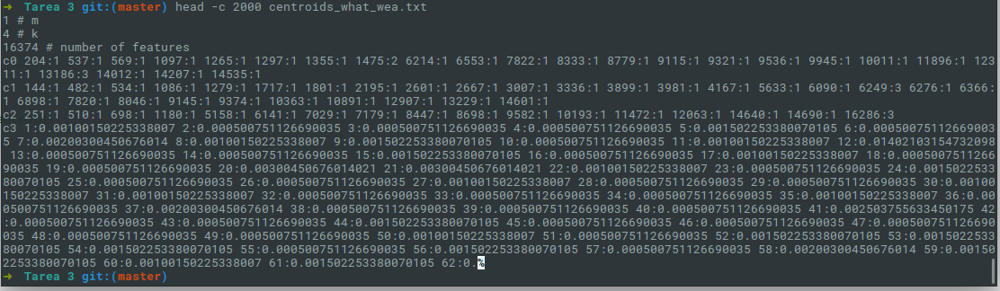 → Tarea 3 git:(master) head -c 2000 centroids_what_wea.txt
1 # m
4 # k
16374 # number of features
c0 204:1 537:1 569:1 1097:1 1265:1 1297:1 1355:1 1475:2 6214:1 6553:1 7822:1 8333:1 8779:1 9115:1 9321:1 9536:1 9945:1 10011:1 11896:1 123
11:1 13186:3 14012:1 14207:1 14535:1
c1 144:1 482:1 534:1 1086:1 1279:1 1717:1 1801:1 2195:1 2601:1 2667:1 3007:1 3336:1 3899:1 3981:1 4167:1 5633:1 6090:1 6249:3 6276:1 6366:
1 6898:1 7820:1 8046:1 9145:1 9374:1 10363:1 10891:1 12907:1 13229:1 14601:1
c2 251:1 510:1 698:1 1180:1 5158:1 6141:1 7029:1 7179:1 8447:1 8698:1 9582:1 10193:1 11472:1 12063:1 14640:1 14690:1 16286:3
c3 1:0.00100150225338007 2:0.000500751126690035 3:0.000500751126690035 4:0.000500751126690035 5:0.001502253380070105 6:0.00050075112669003
5 7:0.00200300450676014 8:0.00100150225338007 9:0.001502253380070105 10:0.000500751126690035 11:0.00100150225338007 12:0.01402103154732098
 13:0.000500751126690035 14:0.000500751126690035 15:0.001502253380070105 16:0.000500751126690035 17:0.00100150225338007 18:0.0005007511266
90035 19:0.000500751126690035 20:0.00300450676014021 21:0.00300450676014021 22:0.00100150225338007 23:0.000500751126690035 24:0.0015022533
80070105 25:0.000500751126690035 26:0.000500751126690035 27:0.00100150225338007 28:0.000500751126690035 29:0.000500751126690035 30:0.00100
150225338007 31:0.00100150225338007 32:0.000500751126690035 33:0.000500751126690035 34:0.000500751126690035 35:0.00100150225338007 36:0.00
0500751126690035 37:0.00200300450676014 38:0.000500751126690035 39:0.000500751126690035 40:0.000500751126690035 41:0.002503755633450175 42
:0.000500751126690035 43:0.000500751126690035 44:0.001502253380070105 45:0.000500751126690035 46:0.000500751126690035 47:0.000500751126690
035 48:0.000500751126690035 49:0.000500751126690035 50:0.00100150225338007 51:0.000500751126690035 52:0.001502253380070105 53:0.0015022533
80070105 54:0.001502253380070105 55:0.000500751126690035 56:0.001502253380070105 57:0.000500751126690035 58:0.00200300450676014 59:0.00150
2253380070105 60:0.00100150225338007 61:0.001502253380070105 62:0.%
→ Tarea 3 git:(master)